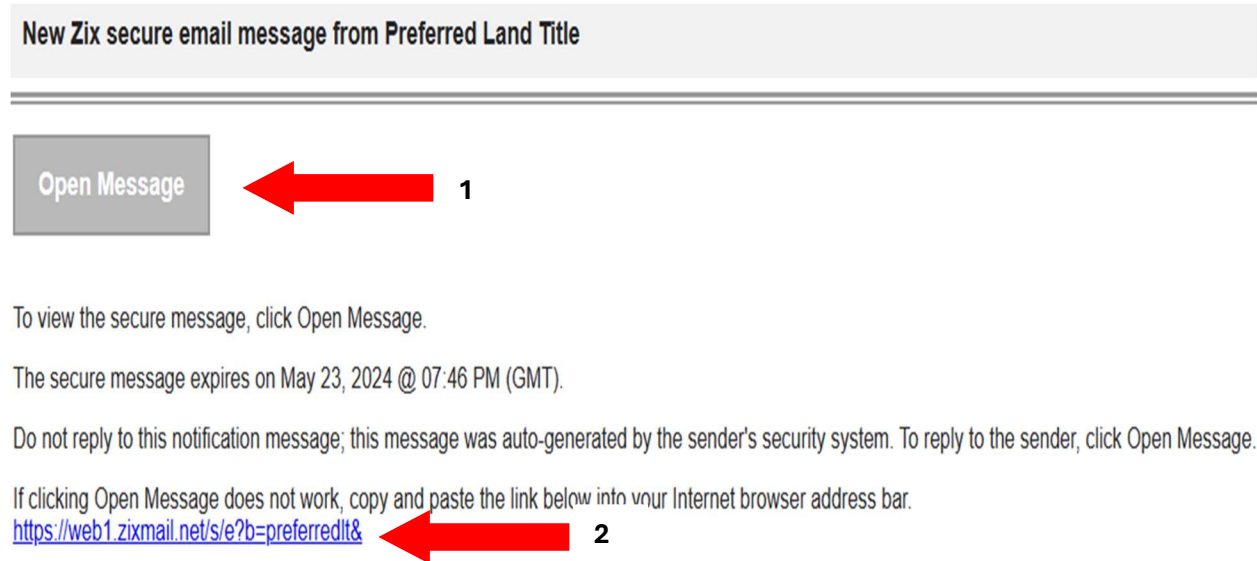 New Zix secure email message from Preferred Land Title
Open Message
1
To view the secure message, click Open Message.
The secure message expires on May 23, 2024 @ 07:46 PM (GMT).
Do not reply to this notification message; this message was auto-generated by the sender's security system. To reply to the sender, click Open Message.
If clicking Open Message does not work, copy and paste the link below into your Internet browser address bar.
https://web1.zixmail.net/s/e?b=preferredlt&
2